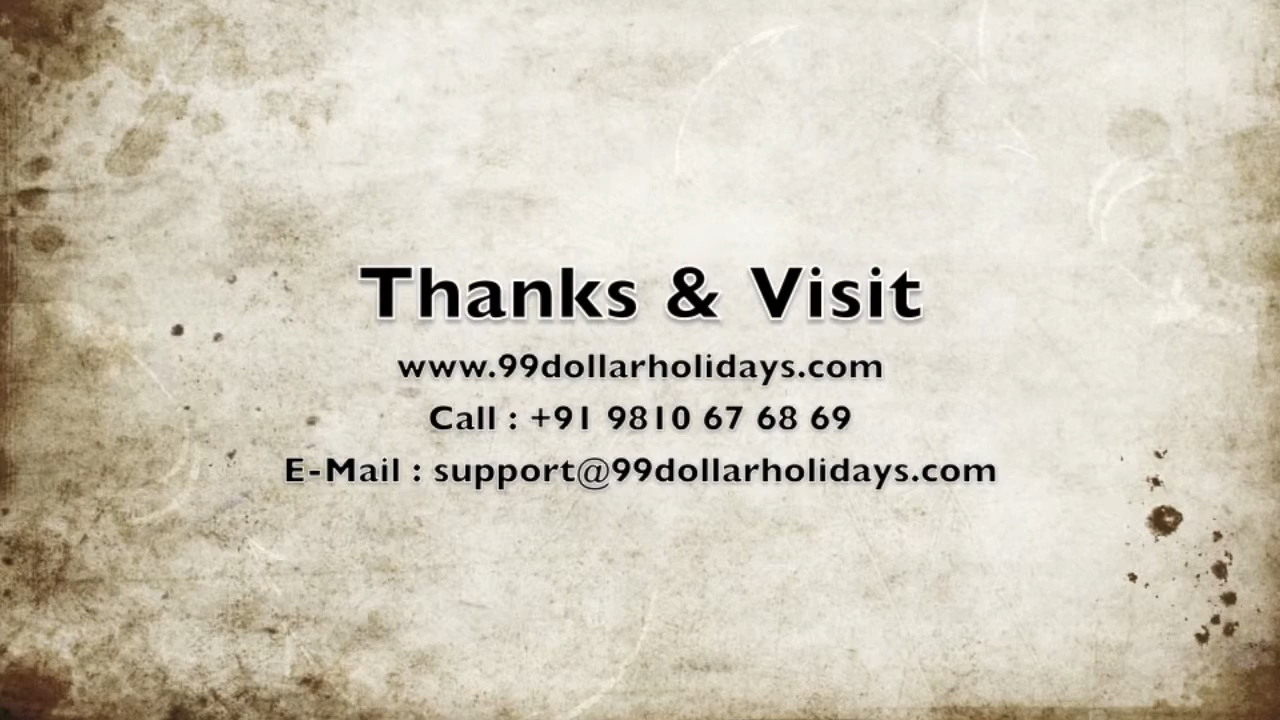 Thanks & Visit
www.99dollarholidays.com
Call : +91 9810 67 68 69
E-Mail : support@99dollarholidays.com